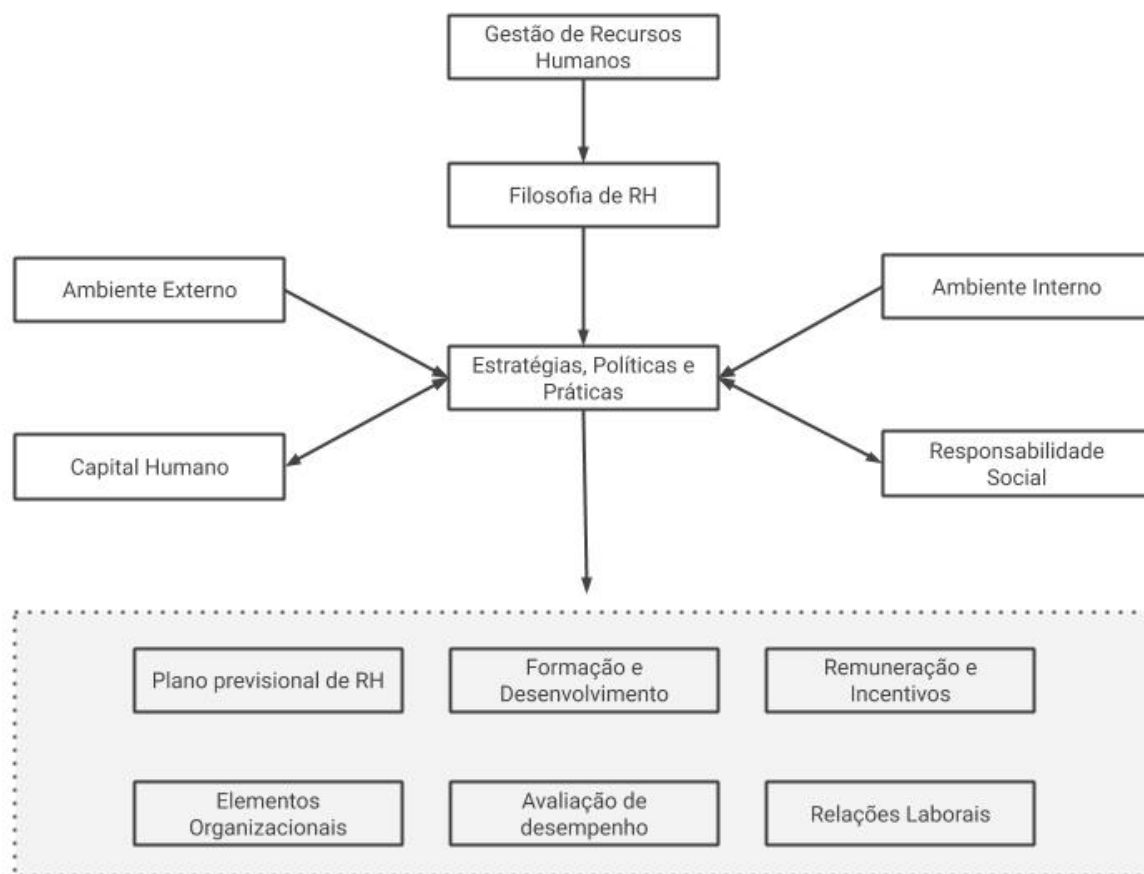 Gestão de Recursos
Humanos
Filosofia de RH
Ambiente Externo
Ambiente Interno
Estratégias, Políticas e
Práticas
Capital Humano
Responsabilidade
Social
Plano previsional de RH
Formação e
Desenvolvimento
Remuneração e
Incentivos
Elementos
Organizacionais
Avaliação de
desempenho
Relações Laborais